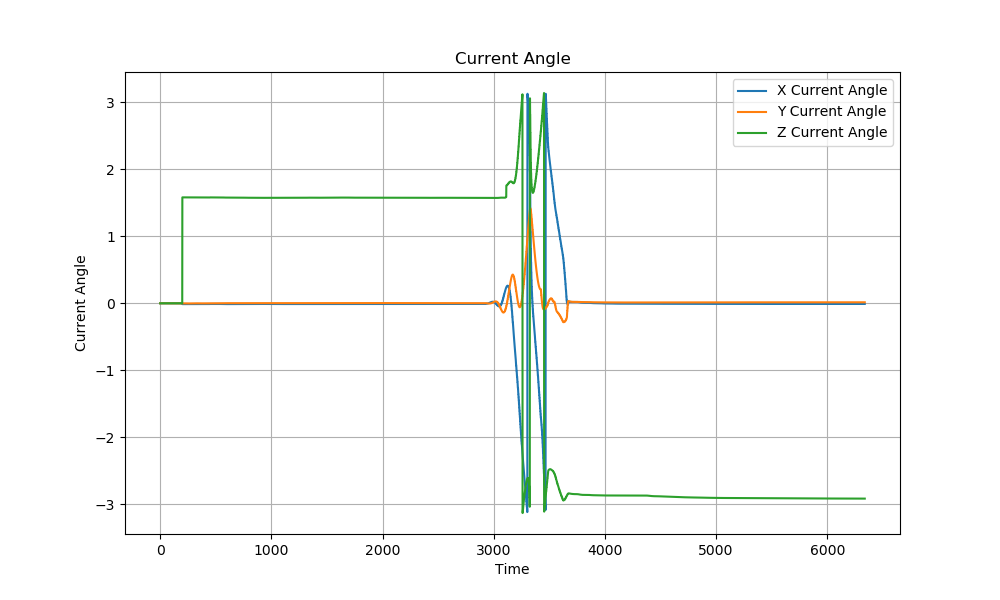 Current Angle
X Current Angle
Y Current Angle
Z Current Angle
Current Angle
3
2
1
0
−1
−2
−3
0 1000 2000 3000 4000 5000 6000
Time